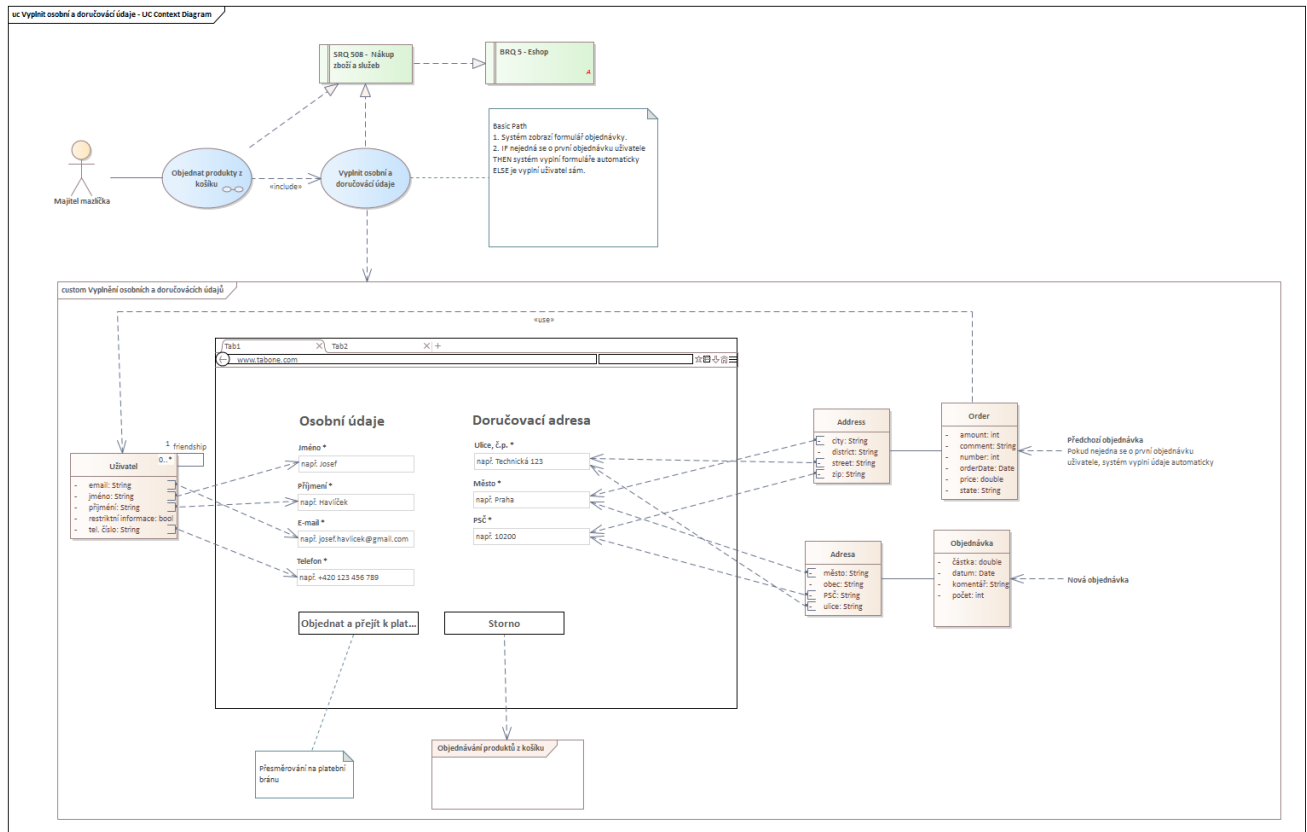 uc Vyplnit osobní a doručovácí údaje - UC Context Diagram
SRQ 508 - Nákup
zboží a služeb
BRQ 5 - Eshop
Basic Path
1. Systém zobrazí formulář objednávky.
2. IF nejedná se o první objednávku uživatele
THEN systém vyplní formuláře automaticky
ELSE je vyplní uživatel sám.
Majitel mazlíčka
Objednat produkty z
košíku
«include»
Vyplnit osobní a
doručovácí údaje
custom Vyplnění osobních a doručovácích údajů
«use»
Tab1
Tab2
www.tabone.com
Osobní údaje
Jméno *
např. Josef
Příjmení *
např. Havlíček
E-mail *
např. josef.havlicek@gmail.com
Telefon *
např. +420 123 456 789
Doručovací adresa
Ulice, č.p. *
např. Technická 123
Město *
např. Praha
PSČ *
např. 10200
Objednat a přejít k plat...
Storno
1
friendship
0..*
Uživatel
- email: String
- jméno: String
- příjmení: String
- restriktní informace: bool
- tel. číslo: String
Address
- city: String
- district: String
- street: String
- zip: String
Order
- amount: int
- comment: String
- number: int
- orderDate: Date
- price: double
- state: String
Předchozí objednávka
Pokud nejedna se o první objednávku
uživatele, systém vyplní údaje automaticky
Adresa
- město: String
- obec: String
- PSČ: String
- ulice: String
Objednávka
- částka: double
- datum: Date
- komentář: String
- počet: int
Nová objednávka
Přesměrování na platební
bránu
Objednávání produktů z košíku